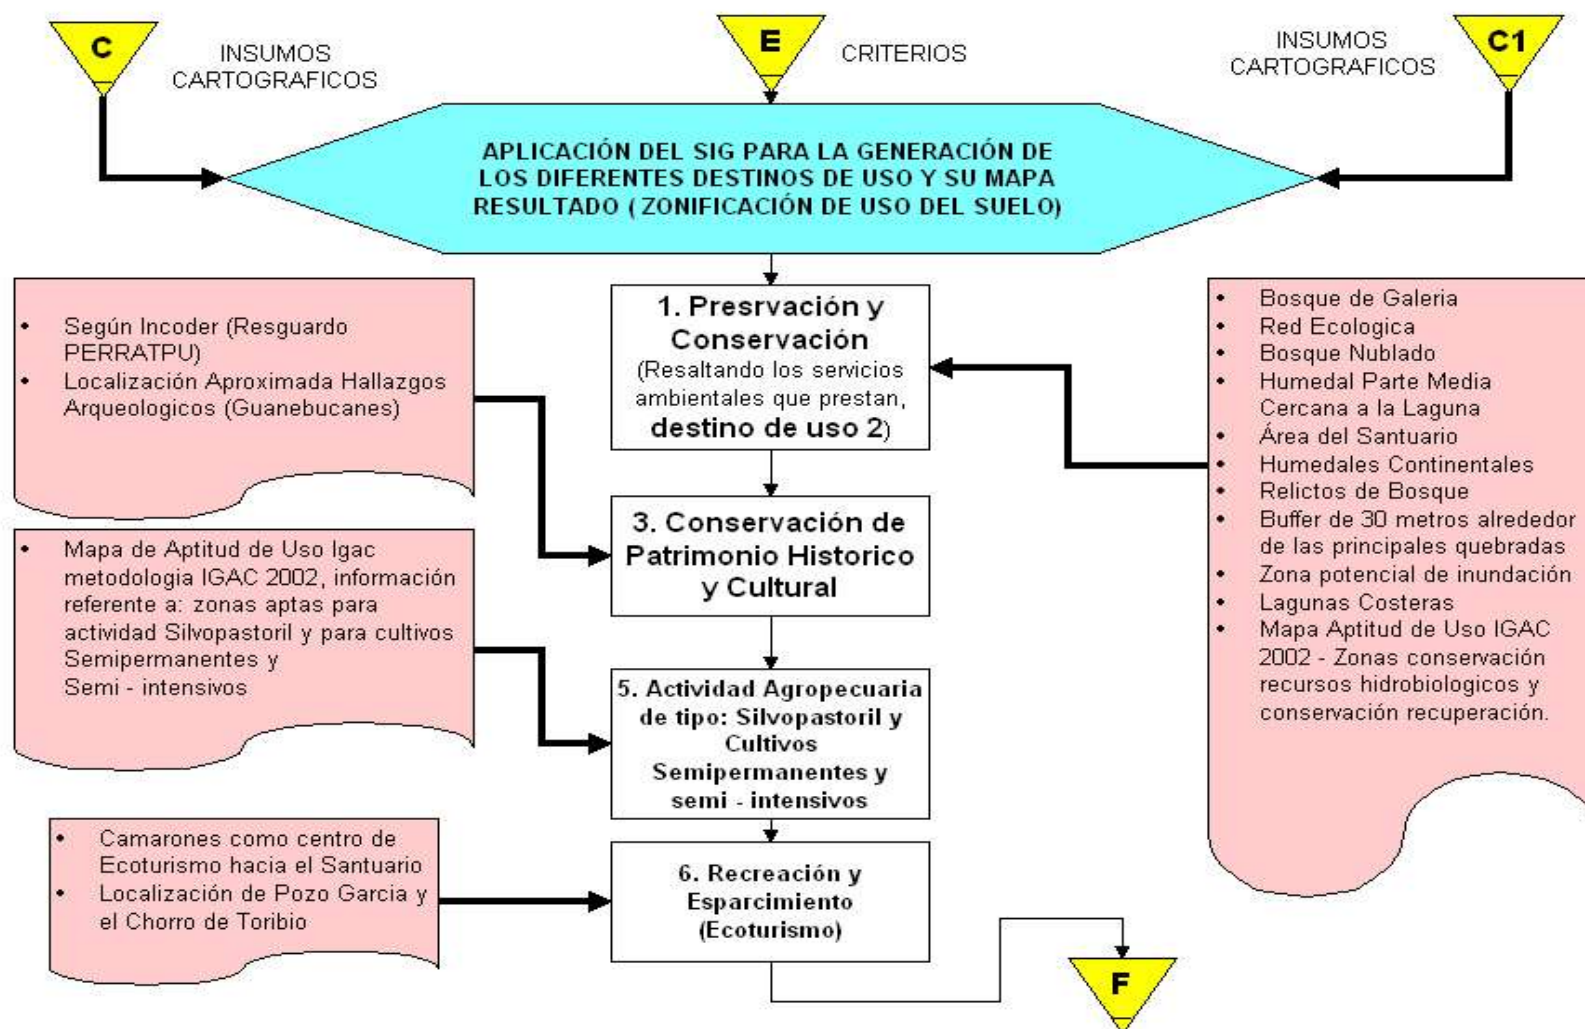 C
INSUMOS
CARTOGRAFICOS
E
CRITERIOS
INSUMOS
CARTOGRAFICOS
C1
APLICACIÓN DEL SIG PARA LA GENERACIÓN DE
LOS DIFERENTES DESTINOS DE USO Y SU MAPA
RESULTADO ( ZONIFICACIÓN DE USO DEL SUELO)
• Según Incoder (Resguardo
PERRATPU)
• Localización Aproximada Hallazgos
Arqueologicos (Guanebucanes)
1. Presrvación y
Conservación
(Resaltando los servicios
ambientales que prestan,
destino de uso 2)
• Bosque de Galeria
• Red Ecologica
• Bosque Nublado
• Humedal Parte Media
Cercana a la Laguna
• Área del Santuario
• Humedales Continentales
• Relictos de Bosque
• Buffer de 30 metros alrededor
de las principales quebradas
• Zona potencial de inundación
• Lagunas Costeras
• Mapa Aptitud de Uso IGAC
2002 - Zonas conservación
recursos hidrobiologicos y
conservación recuperación.
3. Conservación de
Patrimonio Historico
y Cultural
• Mapa de Aptitud de Uso Igac
metodologia IGAC 2002, información
referente a: zonas aptas para
actividad Silvopastoril y para cultivos
Semipermanentes y
Semi - intensivos
5. Actividad Agropecuaria
de tipo: Silvopastoril y
Cultivos
Semipermanentes y
semi - intensivos
• Camarones como centro de
Ecoturismo hacia el Santuario
• Localización de Pozo Garcia y
el Chorro de Toribio
6. Recreación y
Esparcimiento
(Ecoturismo)
F